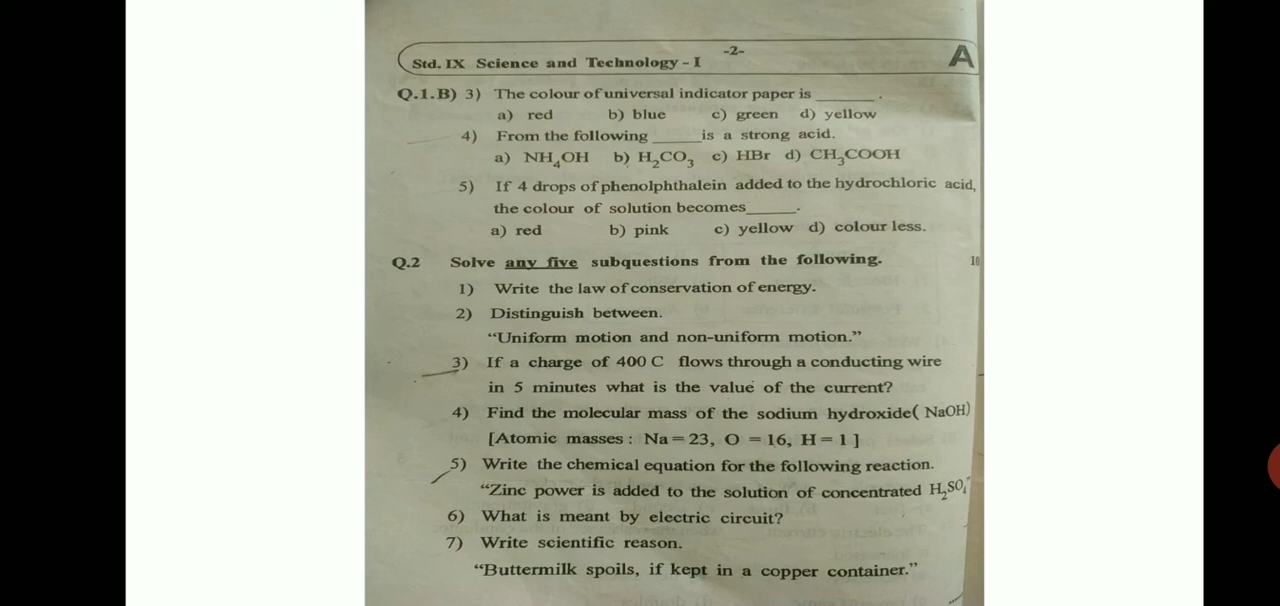 -2-
Std. IX Science and Technology - I A
Q.1.B) 3) The colour of universal indicator paper is ______ .
a) red b) blue c) green d) yellow
4) From the following _____ is a strong acid.
a) NH₄OH b) H₂CO₃ c) HBr d) CH₃COOH
5) If 4 drops of phenolphthalein added to the hydrochloric acid,
the colour of solution becomes_____.
a) red b) pink c) yellow d) colour less.
Q.2 Solve any five subquestions from the following. 10
1) Write the law of conservation of energy.
2) Distinguish between.
“Uniform motion and non-uniform motion.”
3) If a charge of 400 C flows through a conducting wire
in 5 minutes what is the value of the current?
4) Find the molecular mass of the sodium hydroxide( NaOH)
[Atomic masses : Na = 23, O = 16, H = 1 ]
5) Write the chemical equation for the following reaction.
“Zinc power is added to the solution of concentrated H₂SO₄”
6) What is meant by electric circuit?
7) Write scientific reason.
“Buttermilk spoils, if kept in a copper container.”